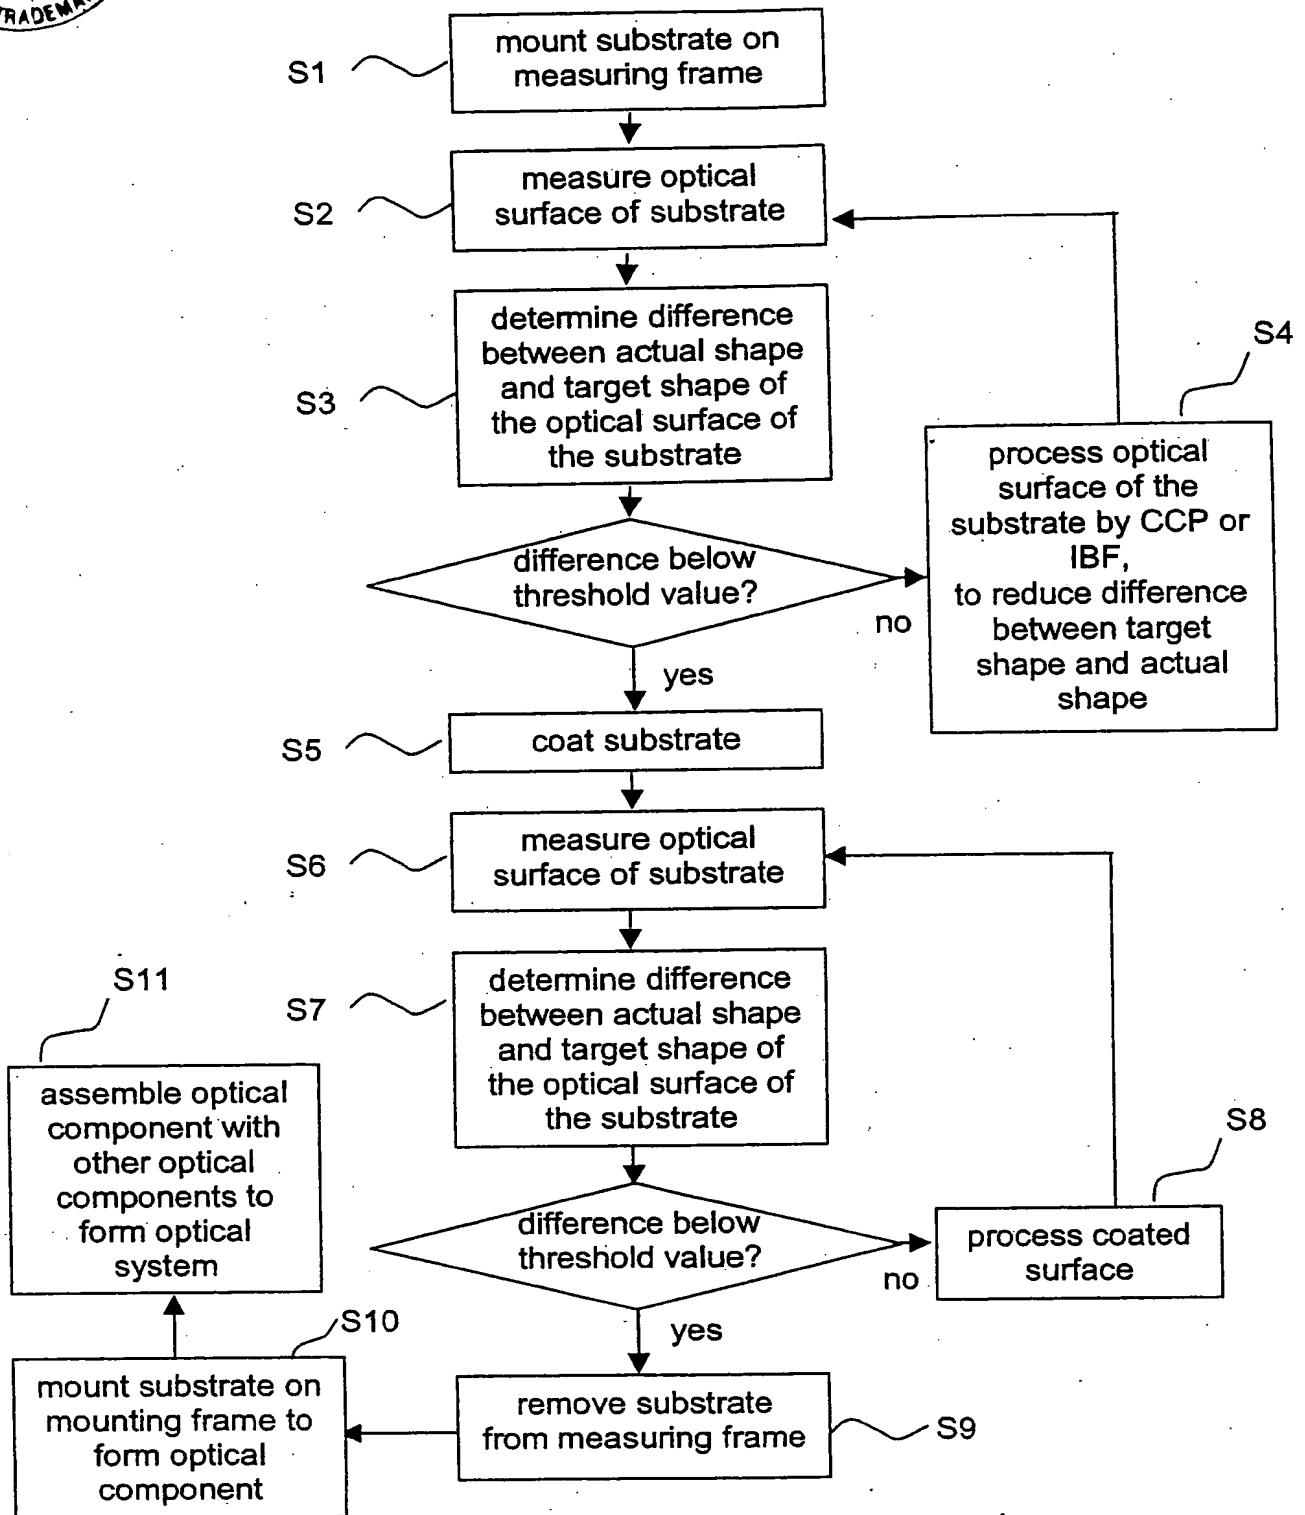 TRADEMA
S1
mount substrate on
measuring frame
S2
measure optical
surface of substrate
S3
determine difference
between actual shape
and target shape of
the optical surface of
the substrate
S4
process optical
surface of the
substrate by CCP or
IBF,
to reduce difference
between target
shape and actual
shape
difference below
threshold value?
no
yes
S5
coat substrate
S6
measure optical
surface of substrate
S7
determine difference
between actual shape
and target shape of
the optical surface of
the substrate
S8
process coated
surface
difference below
threshold value?
no
yes
S9
remove substrate
from measuring frame
S10
mount substrate on
mounting frame to
form optical
component
S11
assemble optical
component with
other optical
components to
form optical
system